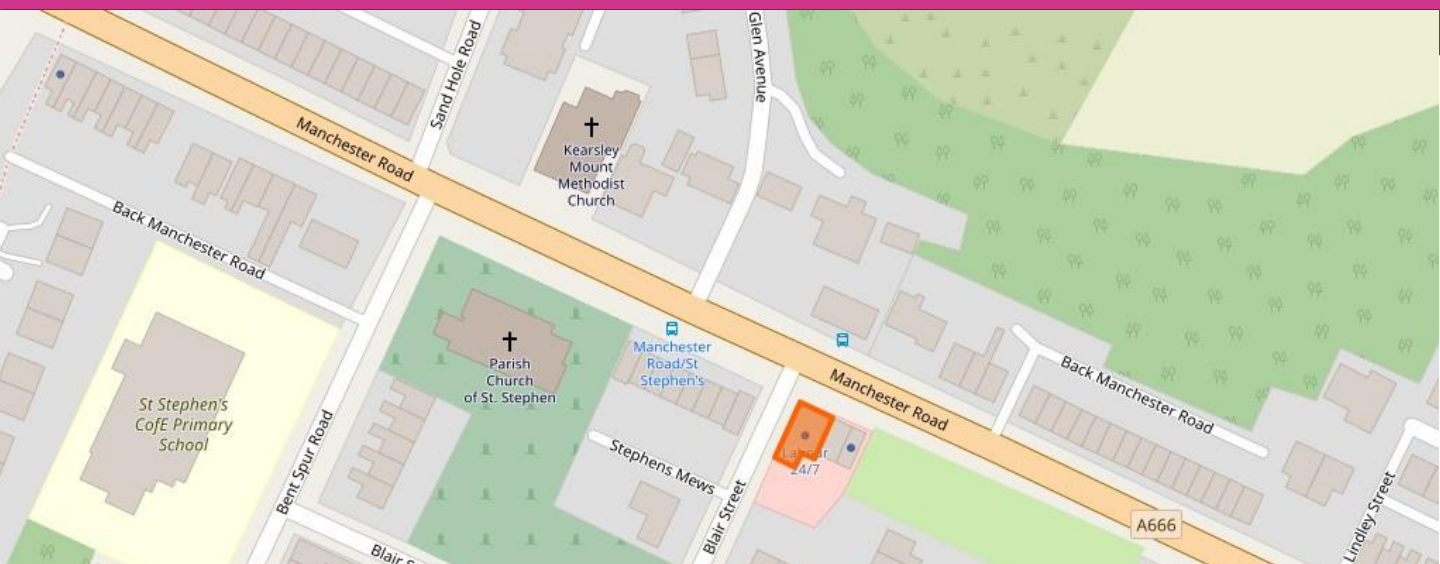 Glen Avenue
Sand Hole Road
Manchester Road
Kearsley
Mount
Methodist
Church
Back Manchester Road
Manchester
Road/St
Stephen's
Parish
Church
of St. Stephen
St Stephen's
CofE Primary
School
Manchester Road
Back Manchester Road
Bent Spur Road
Stephens Mews
24/7
Blair Street
A666
Lindley Street
Blair S